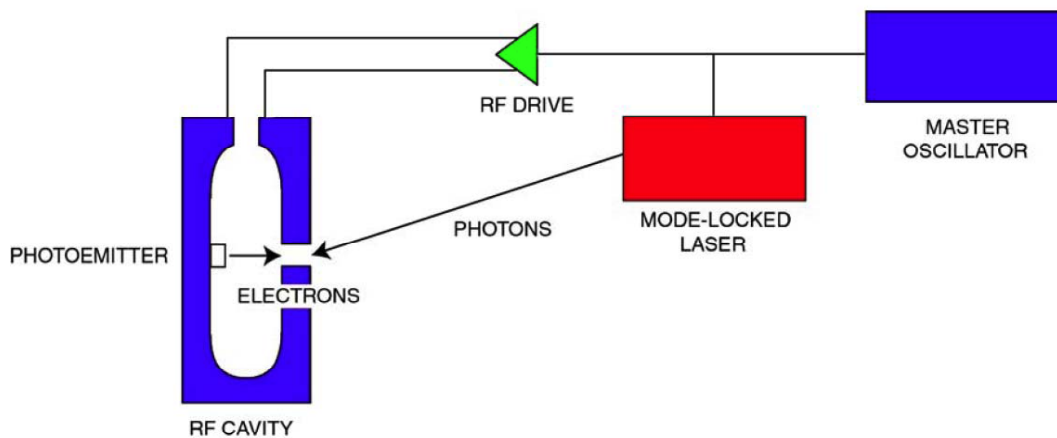 RF DRIVE
MASTER
OSCILLATOR
MODE-LOCKED
LASER
PHOTONS
PHOTOEMITTER
ELECTRONS
RF CAVITY